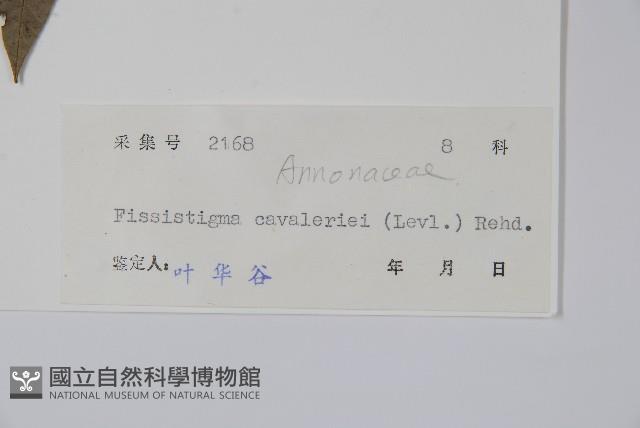 采集号 2168 8 科
Annonaceae
Fissistigma cavaleriei (Levl.) Rehd.
鉴定人: 叶华谷 年 月 日
國立自然科學博物館
NATIONAL MUSEUM OF NATURAL SCIENCE